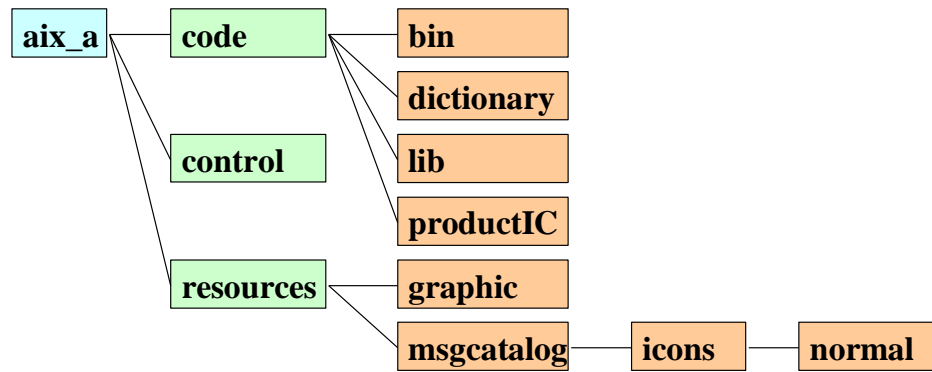 aix_a
code
bin
dictionary
control
lib
productIC
resources
graphic
msgcatalog
icons
normal